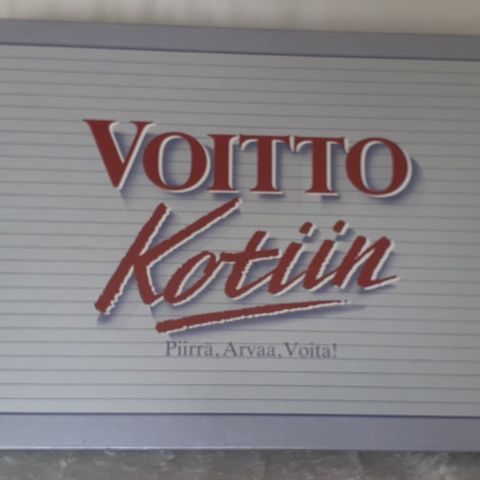 VOITTO
Kotiin
Piirrä, Arvaa, Voita!